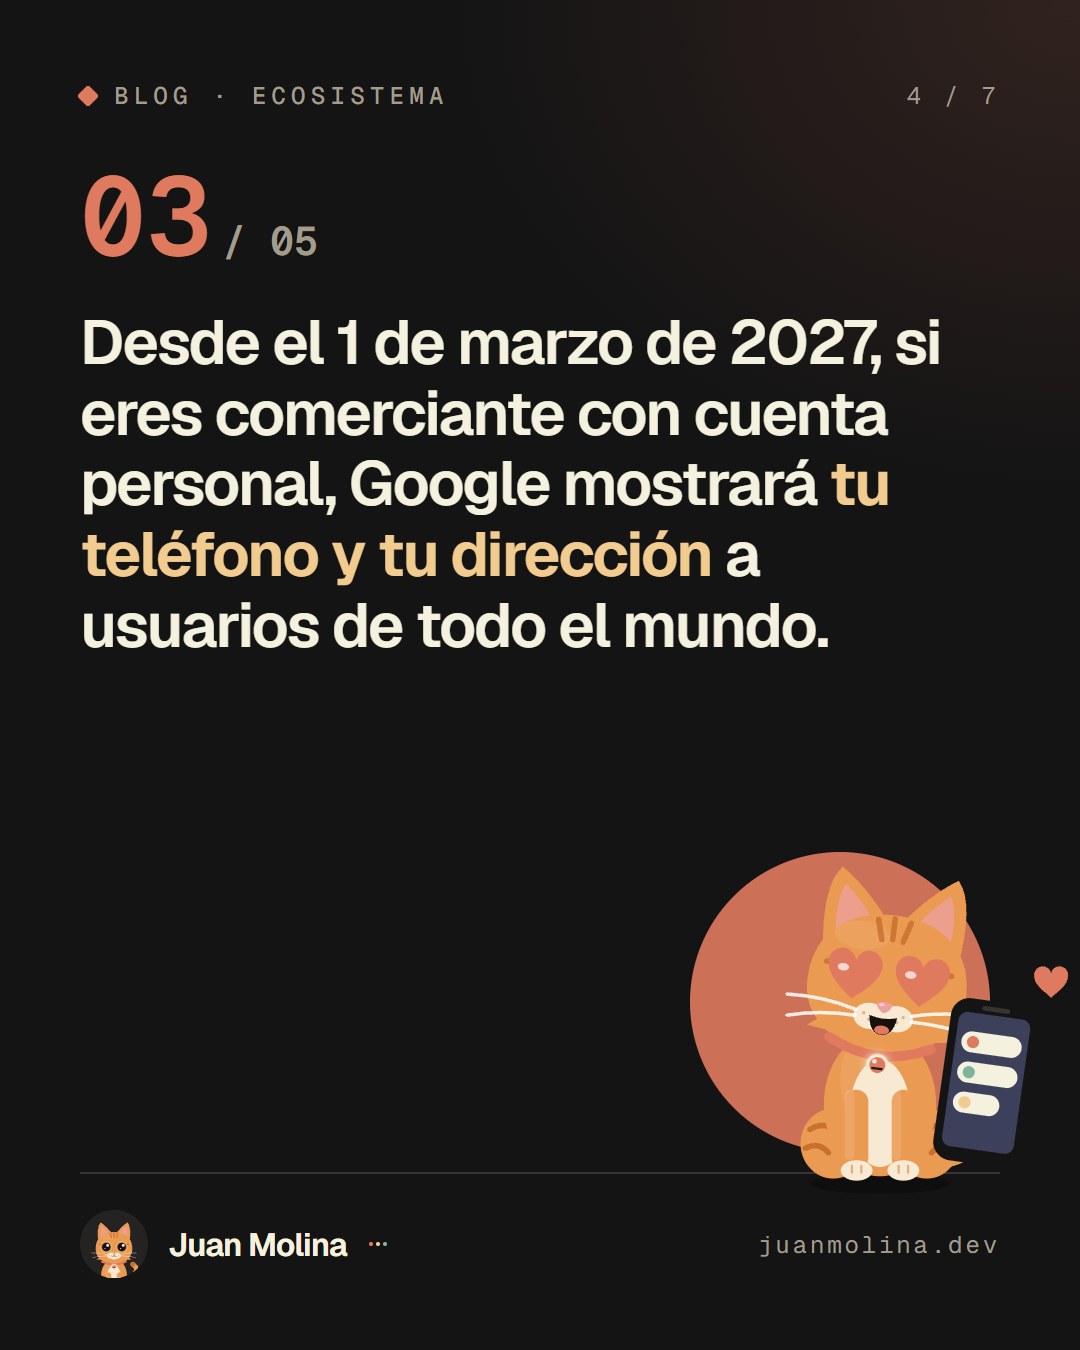 BLOG · ECOSISTEMA
4 / 7
03 / 05
Desde el 1 de marzo de 2027, si
eres comerciante con cuenta
personal, Google mostrará tu
teléfono y tu dirección a
usuarios de todo el mundo.
Juan Molina
juanmolina.dev